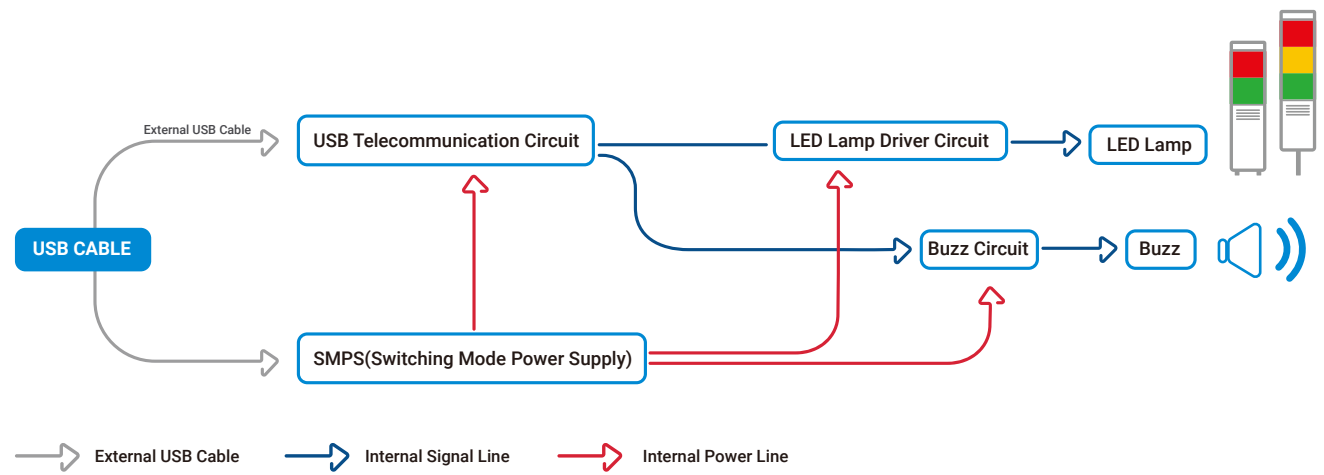 External USB Cable
USB Telecommunication Circuit
LED Lamp Driver Circuit
LED Lamp
USB CABLE
Buzz Circuit
Buzz
SMPS(Switching Mode Power Supply)
External USB Cable
Internal Signal Line
Internal Power Line